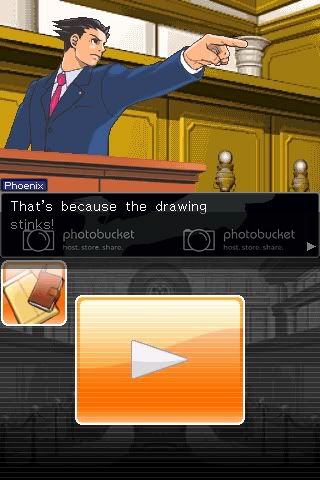 Phoenix
That's because the drawing
stinks!
photobucket photobucket
host. store. share. host. store. share.